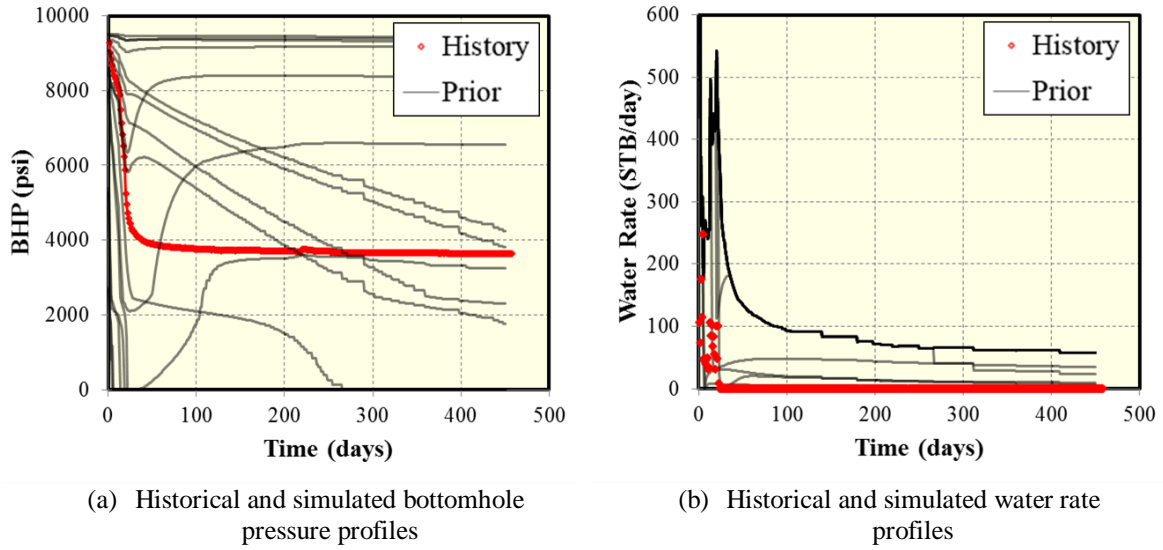 10000
8000
6000
4000
2000
0
BHP (psi)
0 100 200 300 400 500
Time (days)
History
Prior
(a) Historical and simulated bottomhole
pressure profiles
600
500
400
300
200
100
0
Water Rate (STB/day)
0 100 200 300 400 500
Time (days)
History
Prior
(b) Historical and simulated water rate
profiles